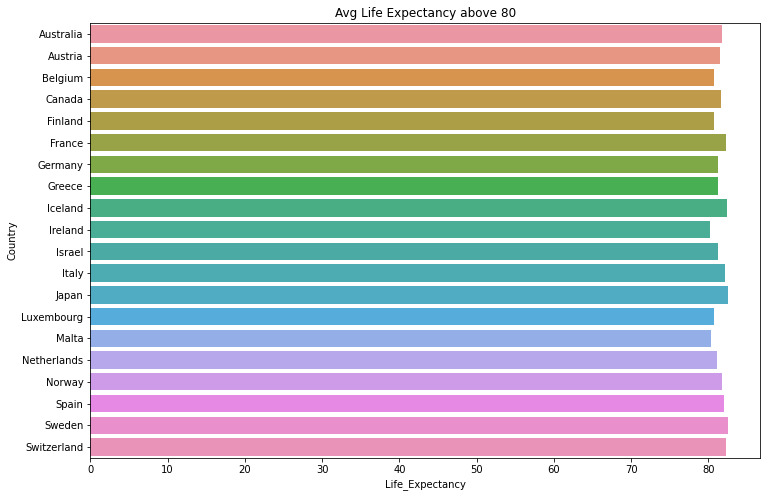 Avg Life Expectancy above 80
Country
Australia
Austria
Belgium
Canada
Finland
France
Germany
Greece
Iceland
Ireland
Israel
Italy
Japan
Luxembourg
Malta
Netherlands
Norway
Spain
Sweden
Switzerland
0 10 20 30 40 50 60 70 80
Life_Expectancy